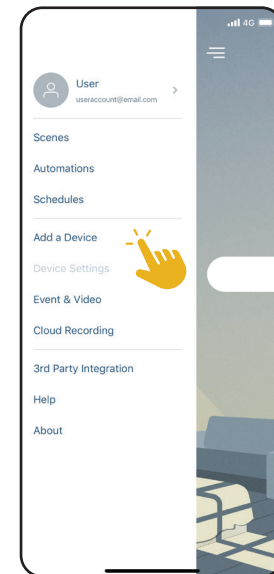 4G
User
useraccount@email.com
Scenes
Automations
Schedules
Add a Device
Device Settings
Event & Video
Cloud Recording
3rd Party Integration
Help
About